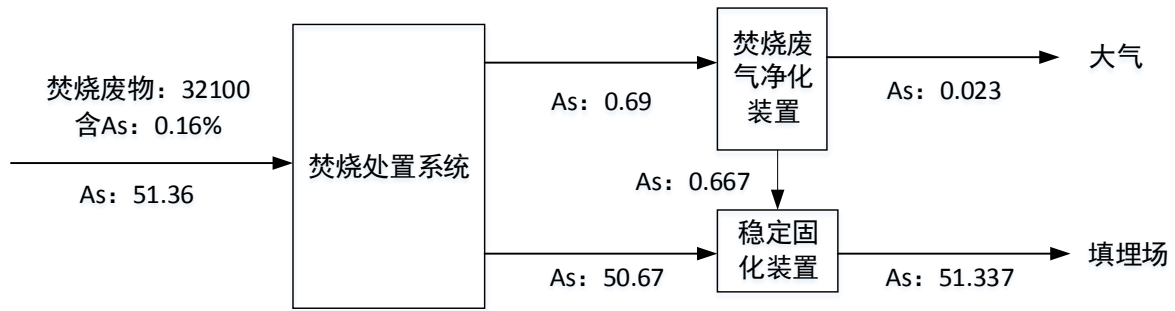 焚烧废物：32100
含As：0.16%
As：51.36
焚烧处置系统
As：0.69
焚烧废
气净化
装置
As：0.023
大气
As：0.667
As：50.67
稳定固
化装置
As：51.337
填埋场